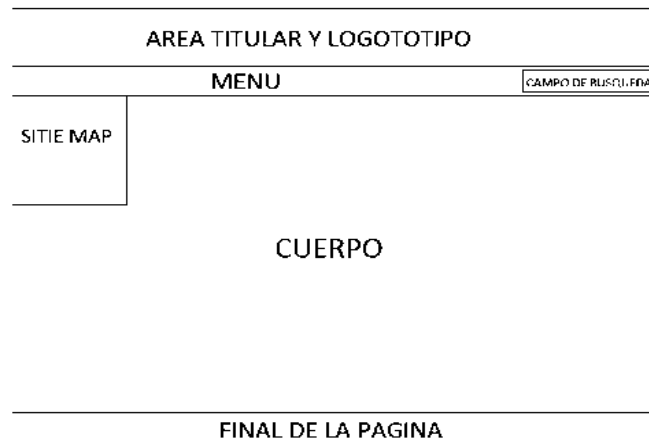 AREA TITULAR Y LOGOTOTIPO
MENU
CAMPO DE BUSQUEDA
SITIE MAP
CUERPO
FINAL DE LA PAGINA